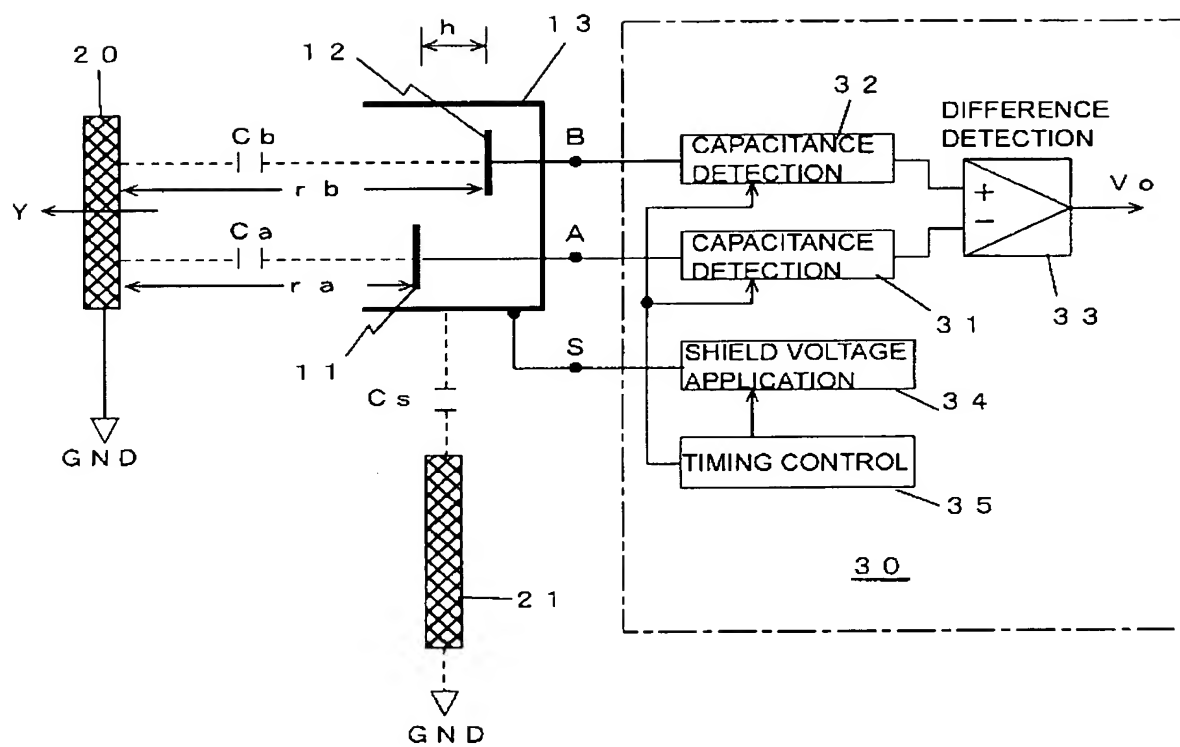 20
h
13
12
32
DIFFERENCE
DETECTION
Cb
B
CAPACITANCE
DETECTION
rb
+
Vo
Y
Ca
A
−
CAPACITANCE
DETECTION
ra
31
33
11
S
SHIELD VOLTAGE
APPLICATION
34
Cs
GND
TIMING CONTROL
35
30
21
GND